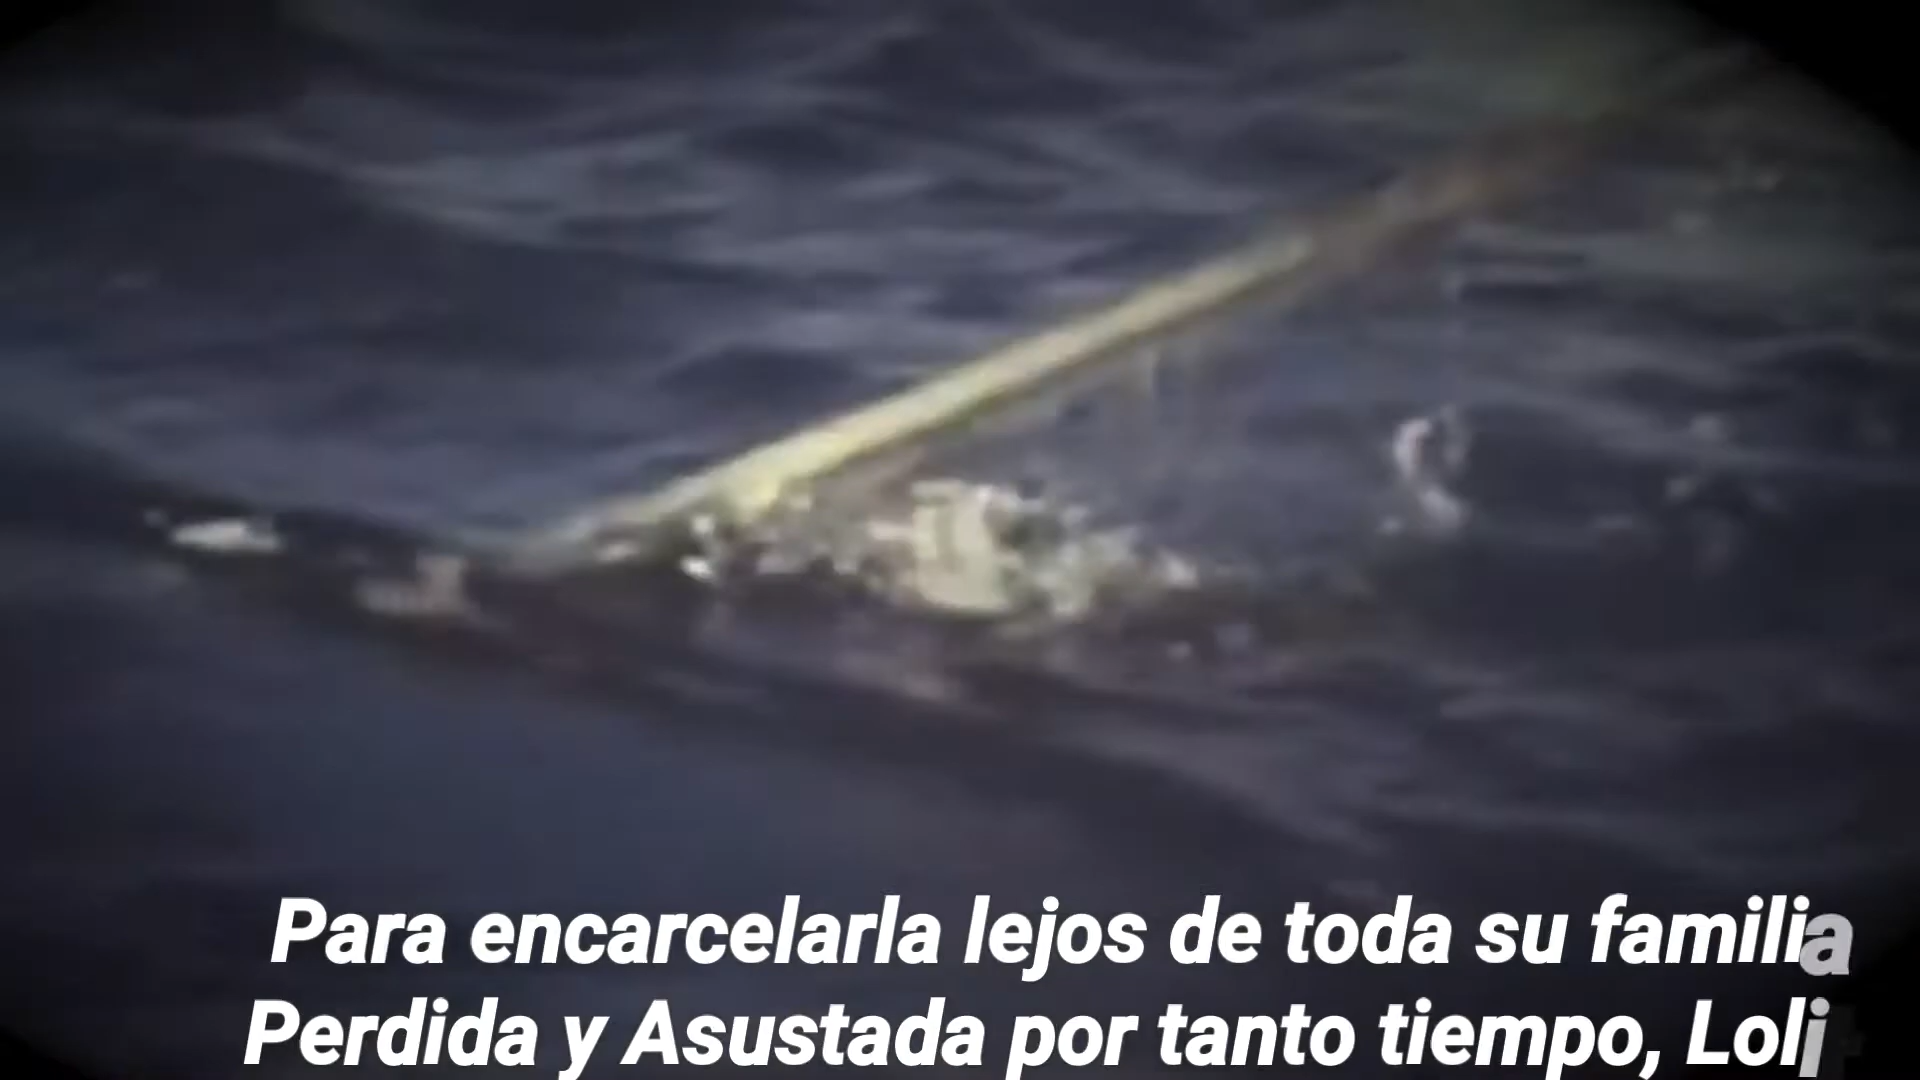 Para encarcelarla lejos de toda su familia
Perdida y Asustada por tanto tiempo, Loli